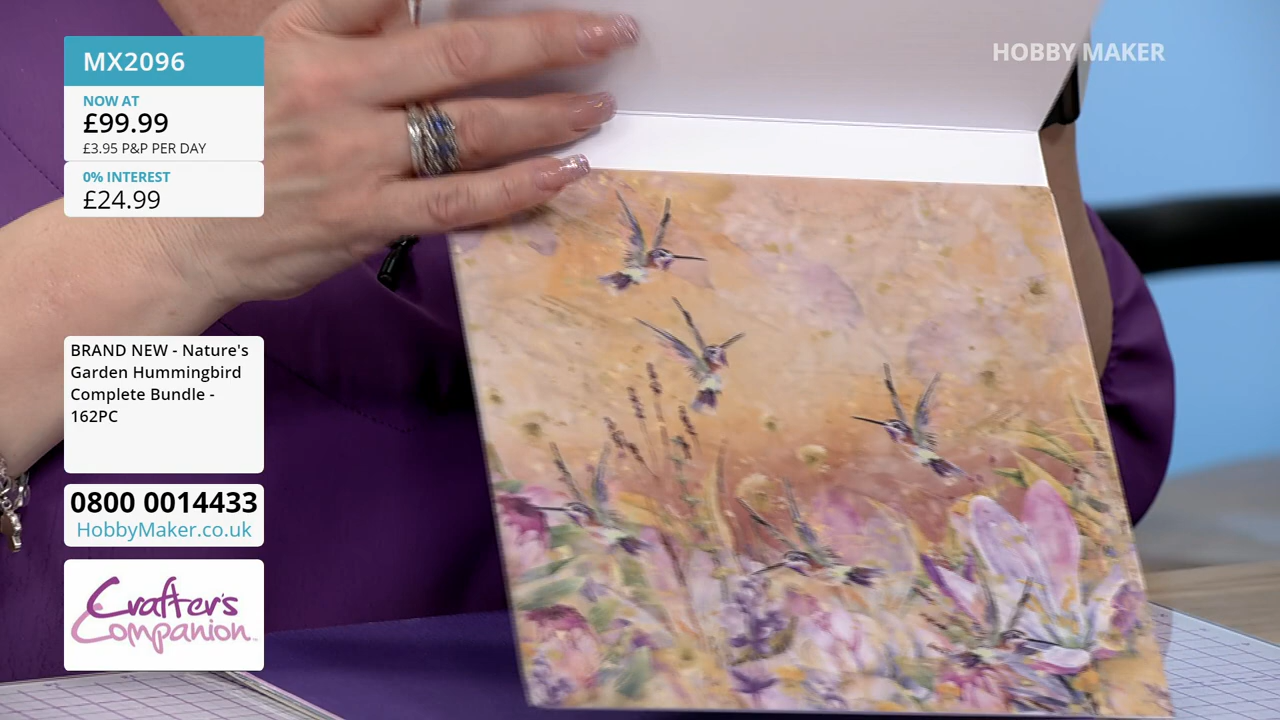 MX2096
NOW AT
£99.99
£3.95 P&P PER DAY
0% INTEREST
£24.99
BRAND NEW - Nature's
Garden Hummingbird
Complete Bundle -
162PC
0800 0014433
HobbyMaker.co.uk
Crafter's
Companion
HOBBY MAKER